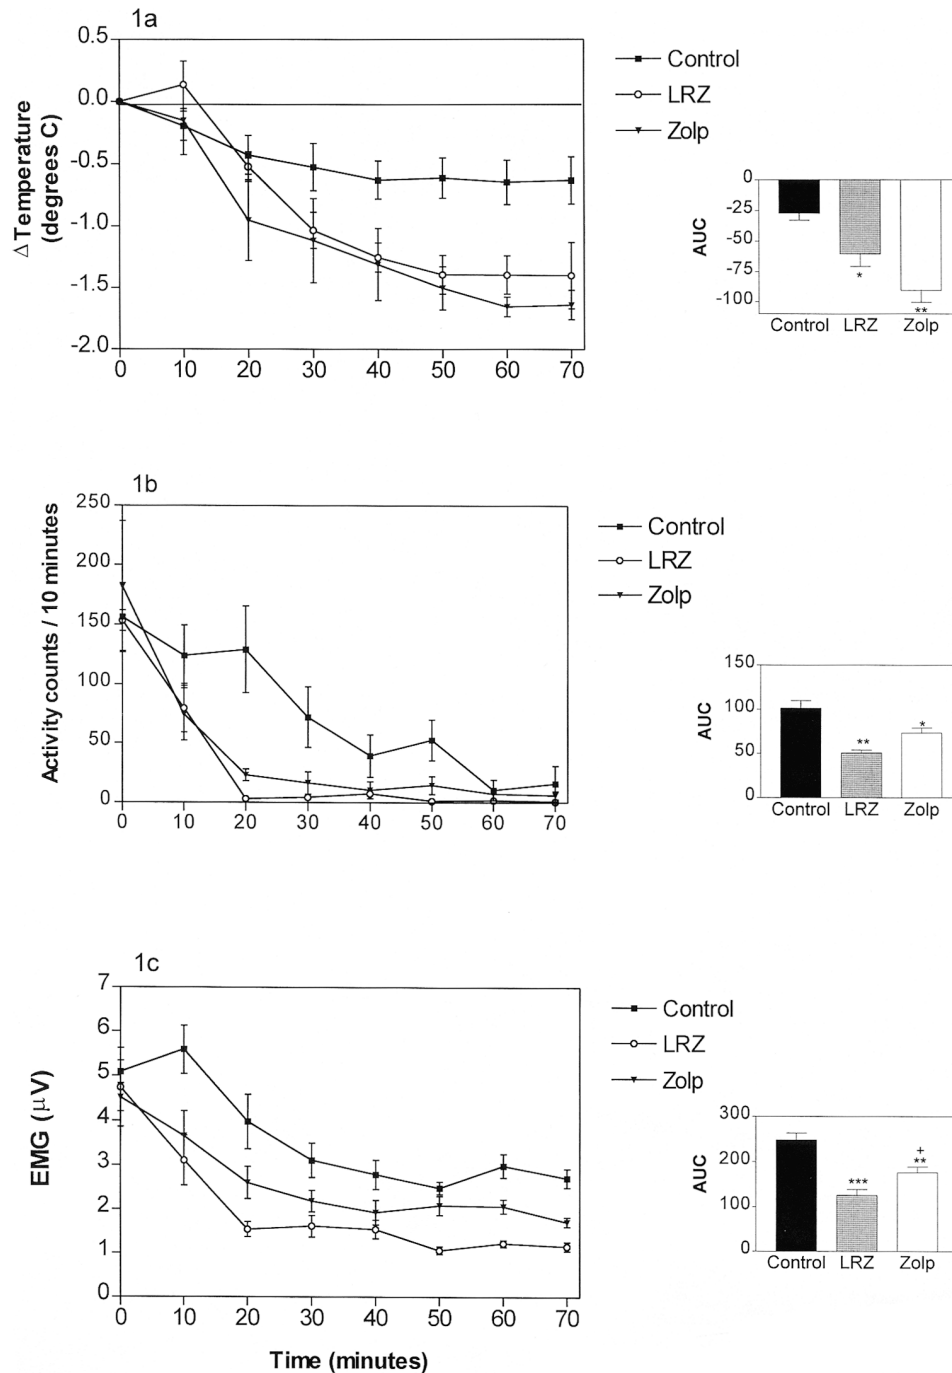 1a
Control
LRZ
Zolp
Δ Temperature
(degrees C)
0.5
0.0
-0.5
-1.0
-1.5
-2.0
0 10 20 30 40 50 60 70
AUC
0
-25
-50
-75
-100
*
**
Control LRZ Zolp
1b
Control
LRZ
Zolp
Activity counts / 10 minutes
250
200
150
100
50
0
0 10 20 30 40 50 60 70
AUC
150
100
50
0
**
*
Control LRZ Zolp
1c
Control
LRZ
Zolp
EMG (μV)
7
6
5
4
3
2
1
0
0 10 20 30 40 50 60 70
Time (minutes)
AUC
300
200
100
0
***
+
**
Control LRZ Zolp